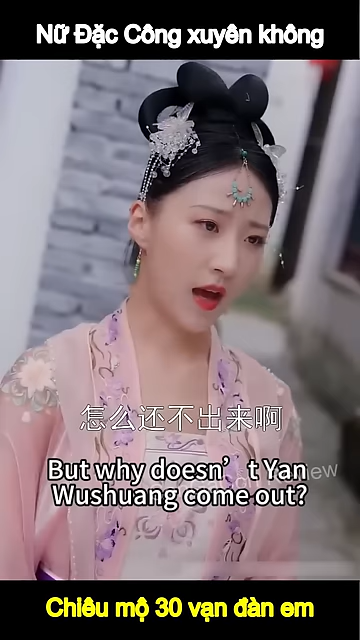 Nữ Đặc Công xuyên không
怎么还不出来啊
But why doesn't Yan
Wushuang come out?
Chiêu mộ 30 vạn đàn em